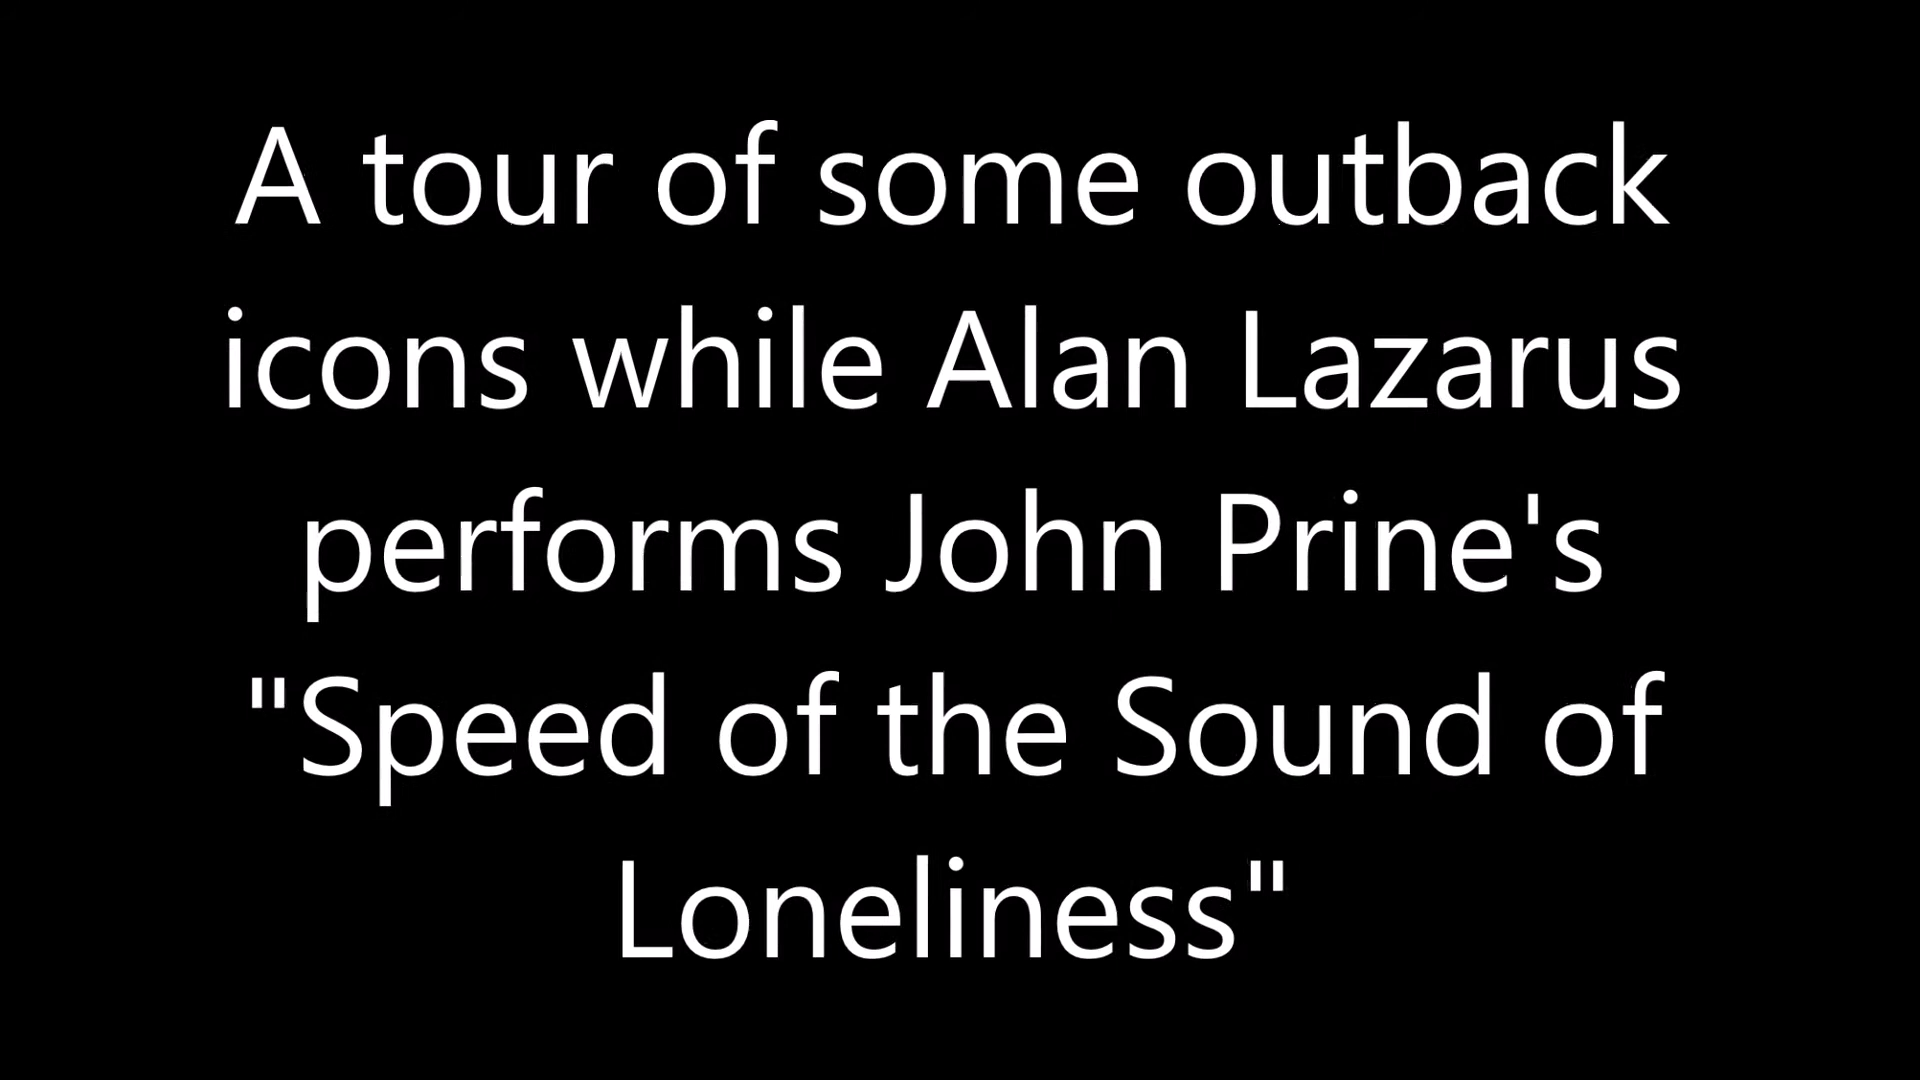 A tour of some outback
icons while Alan Lazarus
performs John Prine's
"Speed of the Sound of
Loneliness"